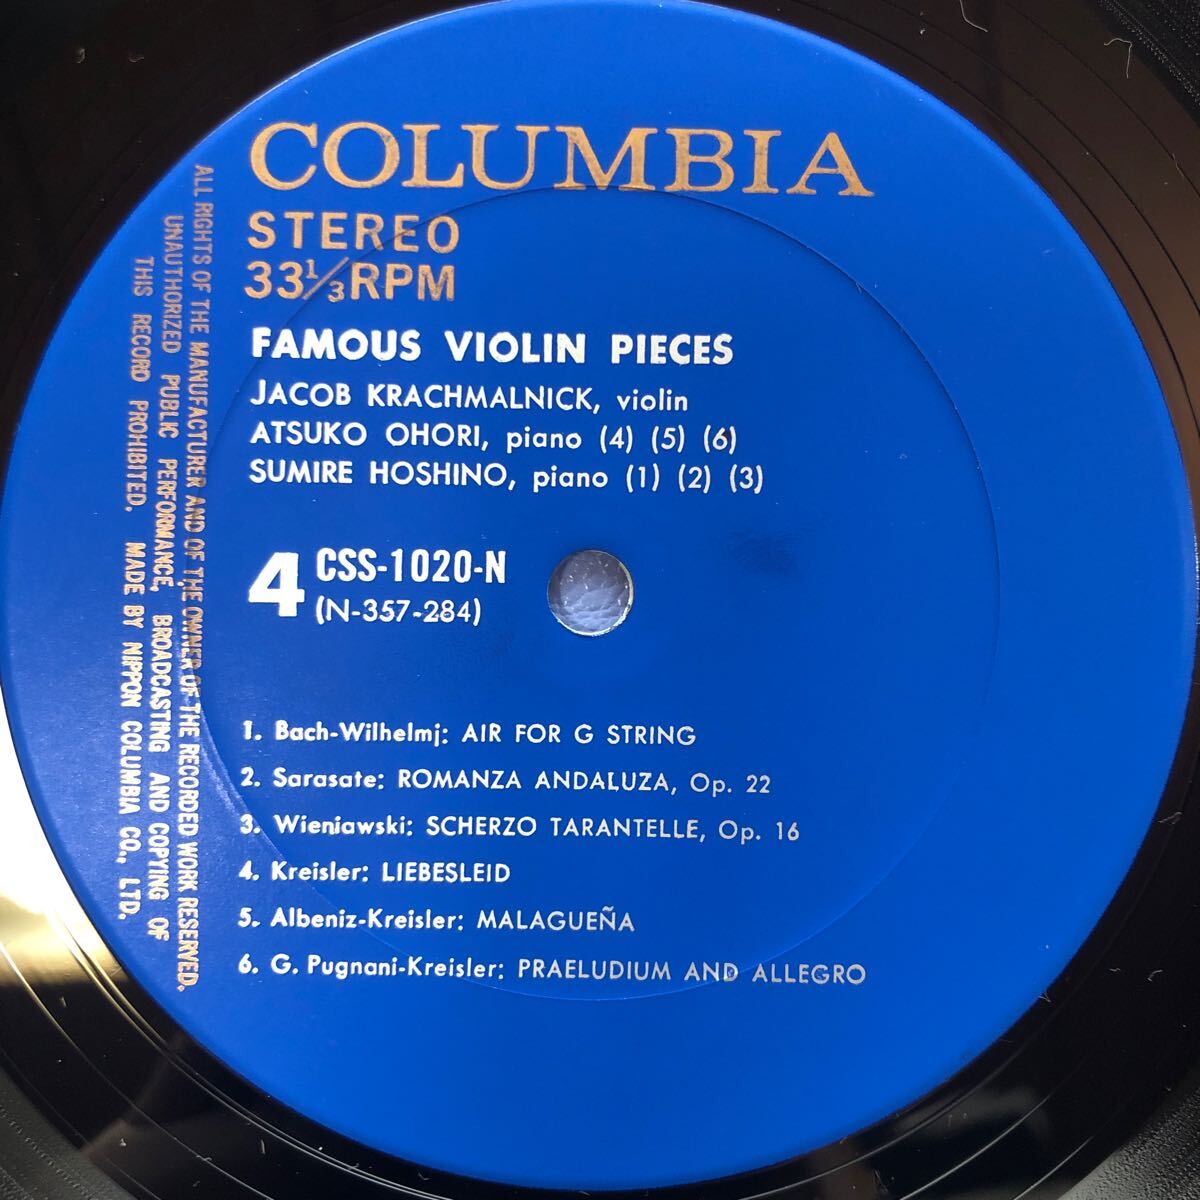 COLUMBIA
STEREO
33⅓RPM
FAMOUS VIOLIN PIECES
JACOB KRACHMALNICK, violin
ATSUKO OHORI, piano (4) (5) (6)
SUMIRE HOSHINO, piano (1) (2) (3)
4
CSS-1020-N
(N-357-284)
1. Bach-Wilhelmj: AIR FOR G STRING
2. Sarasate: ROMANZA ANDALUZA, Op. 22
3. Wieniawski: SCHERZO TARANTELLE, Op. 16
4. Kreisler: LIEBESLEID
5. Albeniz-Kreisler: MALAGUEÑA
6. G. Pugnani-Kreisler: PRAELUDIUM AND ALLEGRO
ALL RIGHTS OF THE MANUFACTURER AND OF THE OWNER OF THE RECORDED WORK RESERVED.
UNAUTHORIZED PUBLIC PERFORMANCE, BROADCASTING AND COPYING OF
THIS RECORD PROHIBITED. MADE BY NIPPON COLUMBIA CO., LTD.